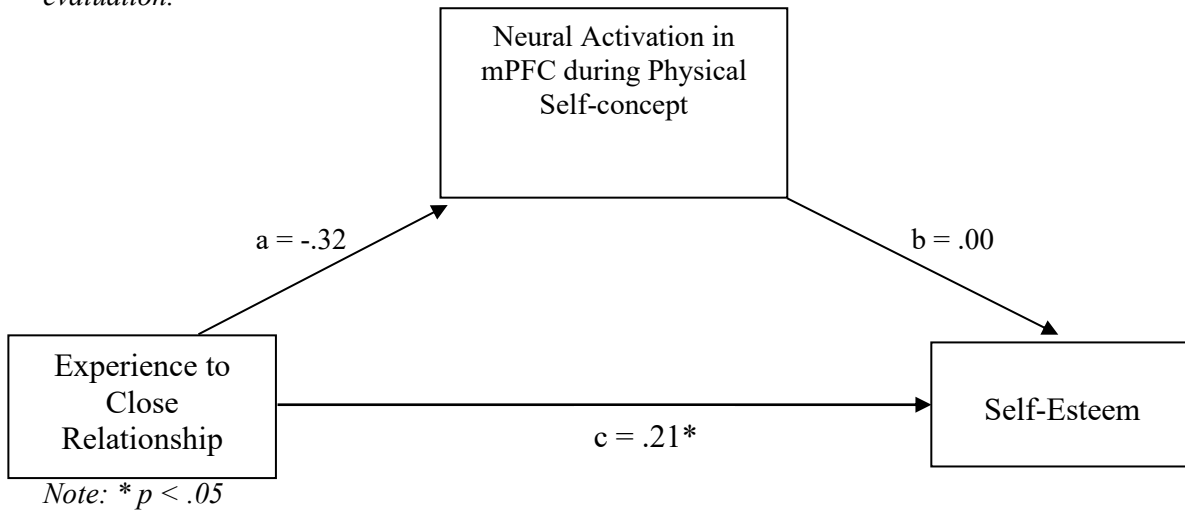 evaluation.
Neural Activation in
mPFC during Physical
Self-concept
a = -.32
b = .00
Experience to
Close
Relationship
c = .21*
Self-Esteem
Note: * p < .05